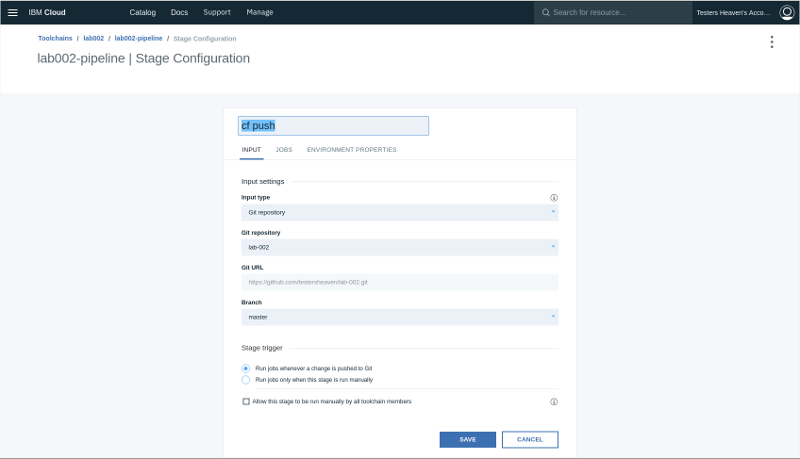 IBM Cloud Catalog Docs Support Manage Search for resource... Testers Heaven's Acco...
Toolchains / lab002 / lab002-pipeline / Stage Configuration
lab002-pipeline | Stage Configuration
cf push
INPUT JOBS ENVIRONMENT PROPERTIES
Input settings
Input type
Git repository
Git repository
lab-002
Git URL
https://github.com/testersheaven/lab-002.git
Branch
master
Stage trigger
Run jobs whenever a change is pushed to Git
Run jobs only when this stage is run manually
Allow this stage to be run manually by all toolchain members
SAVE CANCEL